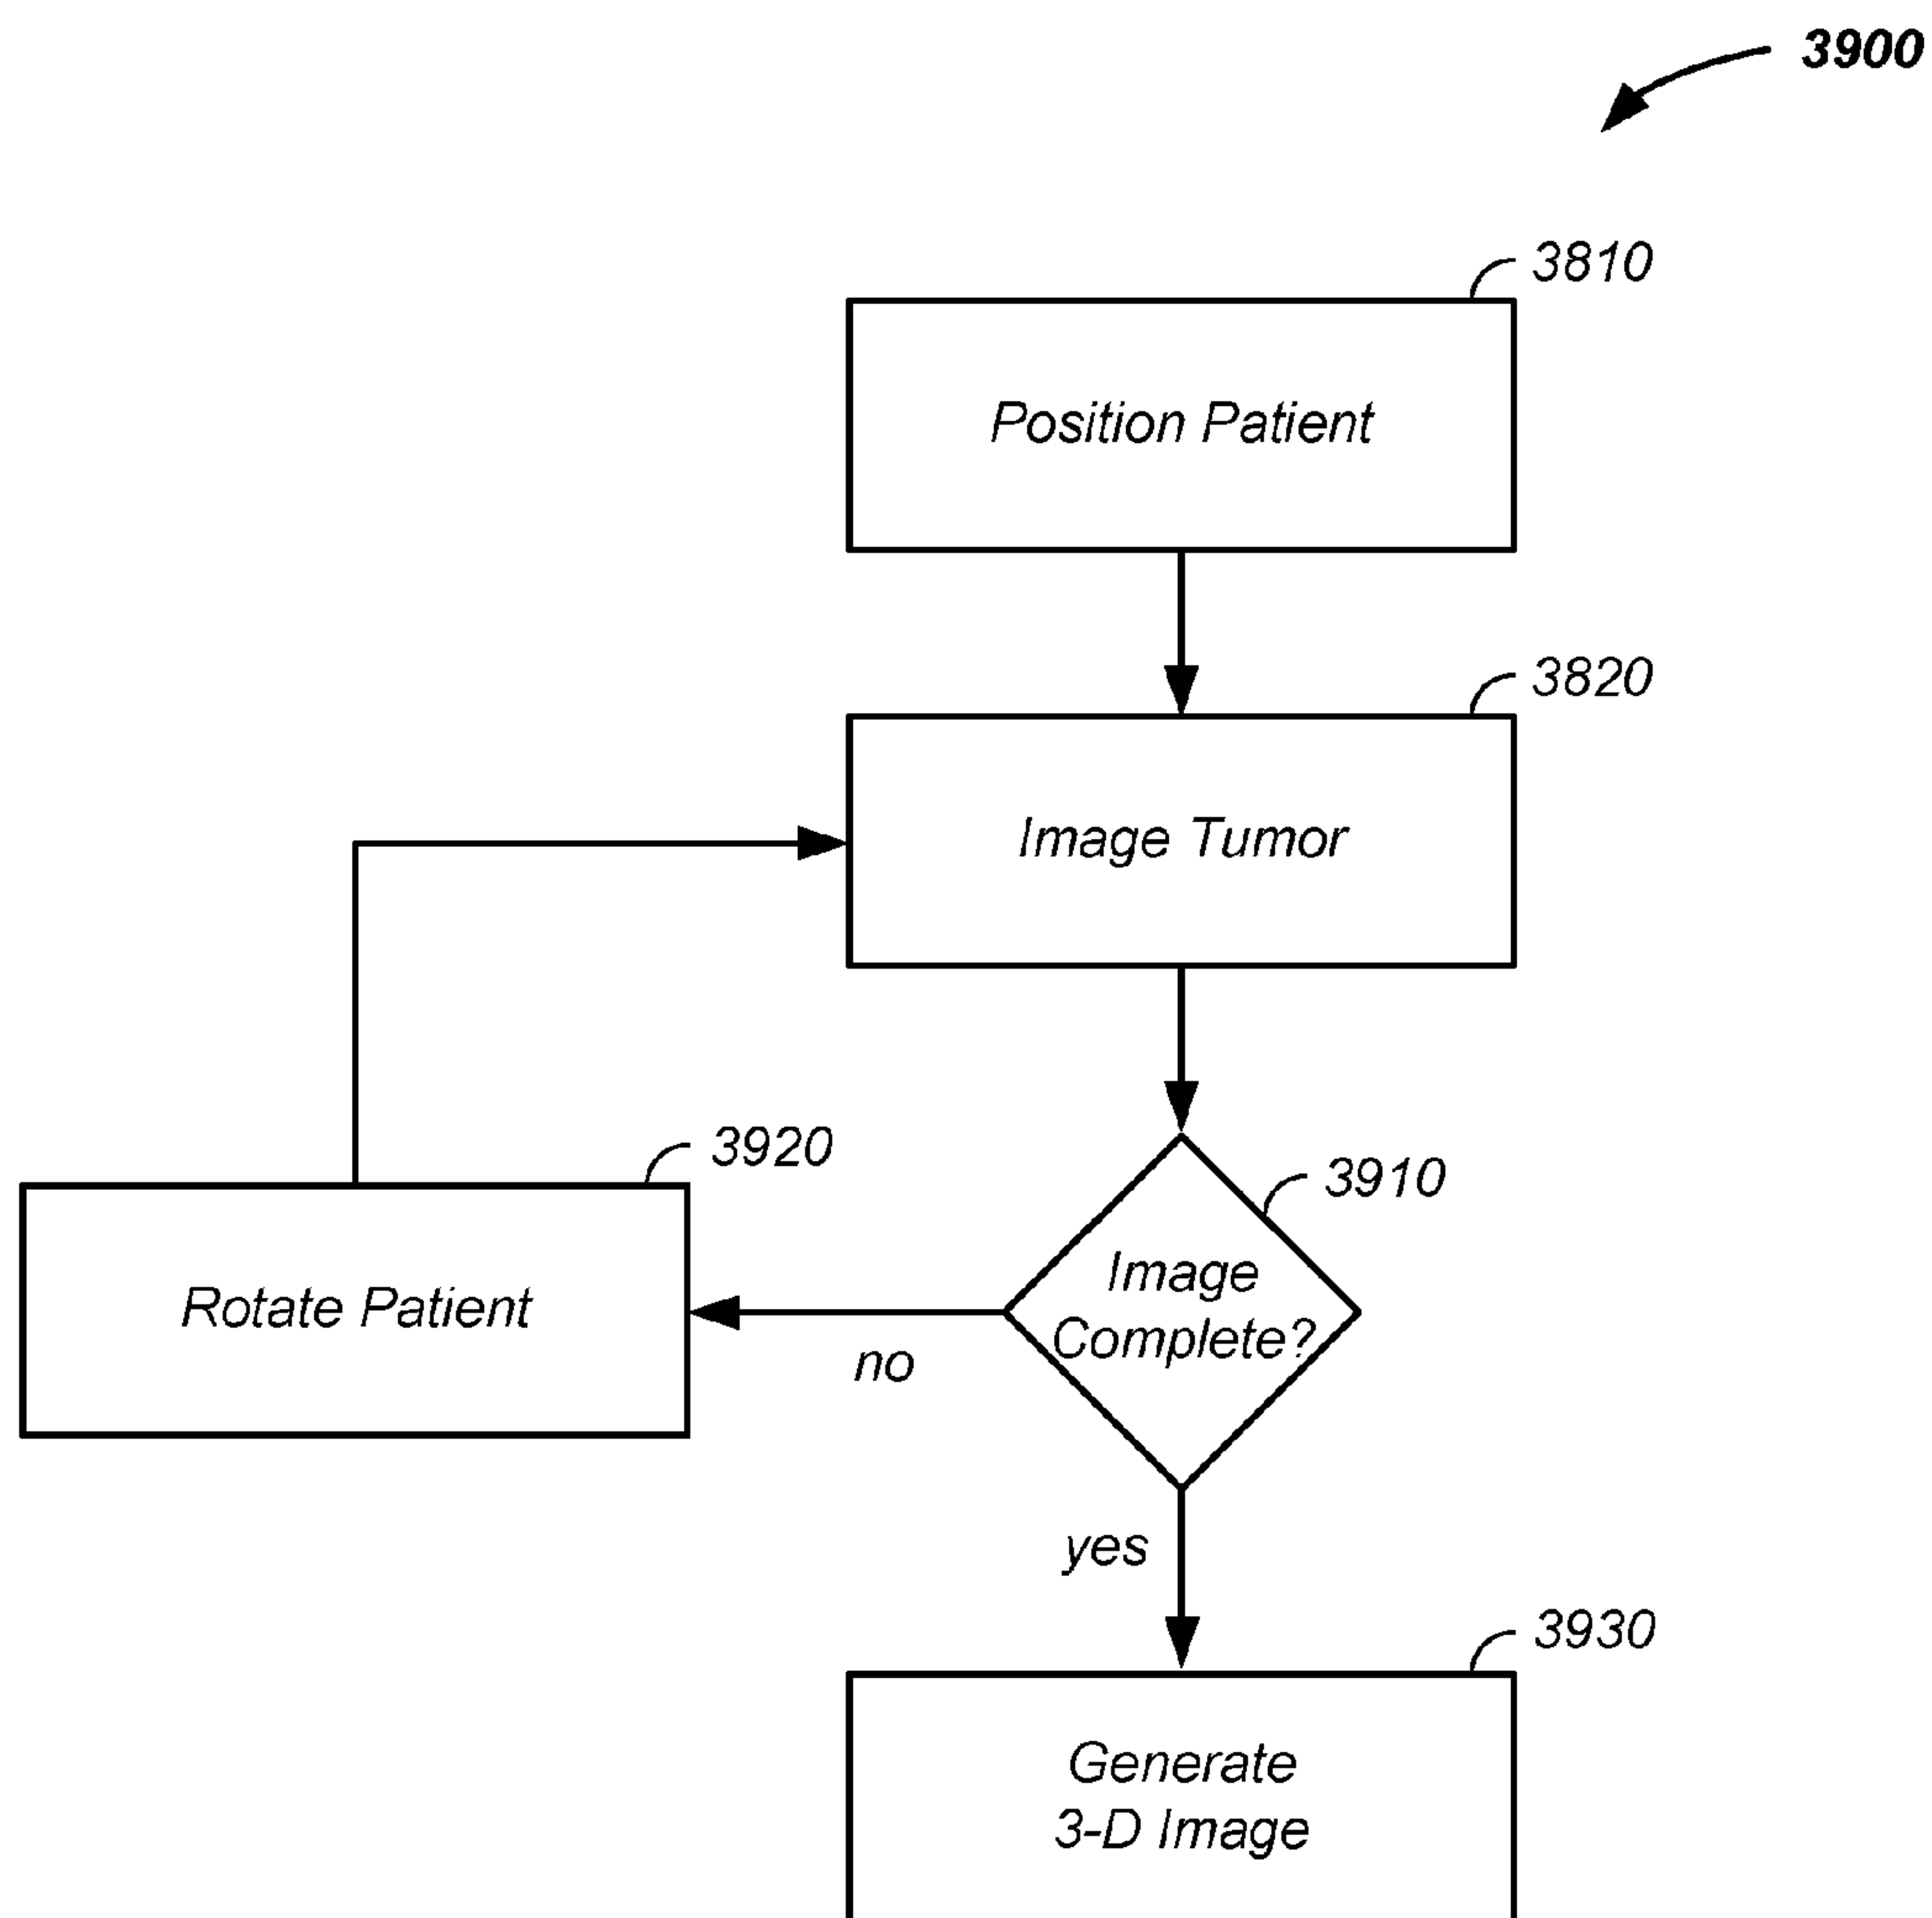 3900
3810
Position Patient
3820
Image Tumor
3920
Rotate Patient
3910
Image
Complete?
no
yes
3930
Generate
3-D Image